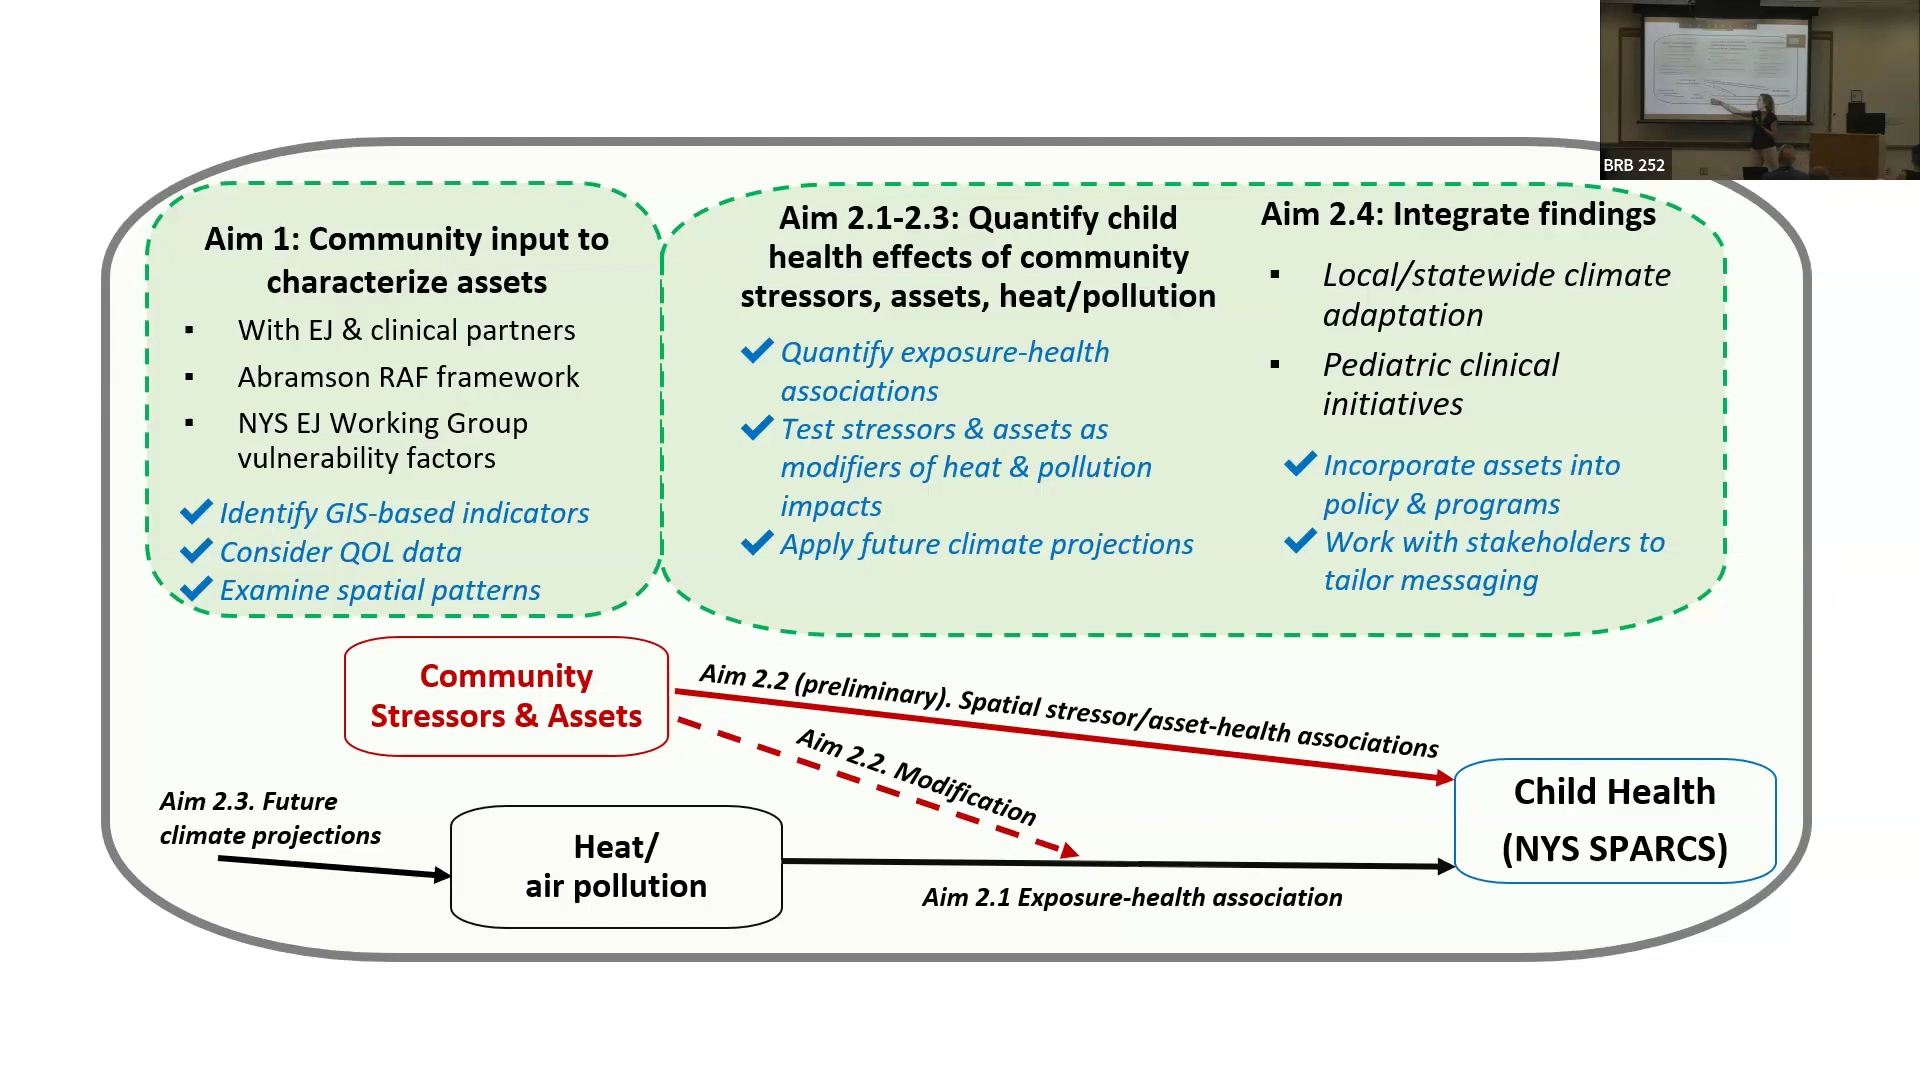 BRB 252
Aim 1: Community input to
characterize assets
▪ With EJ & clinical partners
▪ Abramson RAF framework
▪ NYS EJ Working Group
vulnerability factors
✔ Identify GIS-based indicators
✔ Consider QOL data
✔ Examine spatial patterns
Aim 2.1-2.3: Quantify child
health effects of community
stressors, assets, heat/pollution
✔ Quantify exposure-health
associations
✔ Test stressors & assets as
modifiers of heat & pollution
impacts
✔ Apply future climate projections
Aim 2.4: Integrate findings
▪ Local/statewide climate
adaptation
▪ Pediatric clinical
initiatives
✔ Incorporate assets into
policy & programs
✔ Work with stakeholders to
tailor messaging
Community
Stressors & Assets
Aim 2.2 (preliminary). Spatial stressor/asset-health associations
Aim 2.2. Modification
Aim 2.3. Future
climate projections
Heat/
air pollution
Aim 2.1 Exposure-health association
Child Health
(NYS SPARCS)